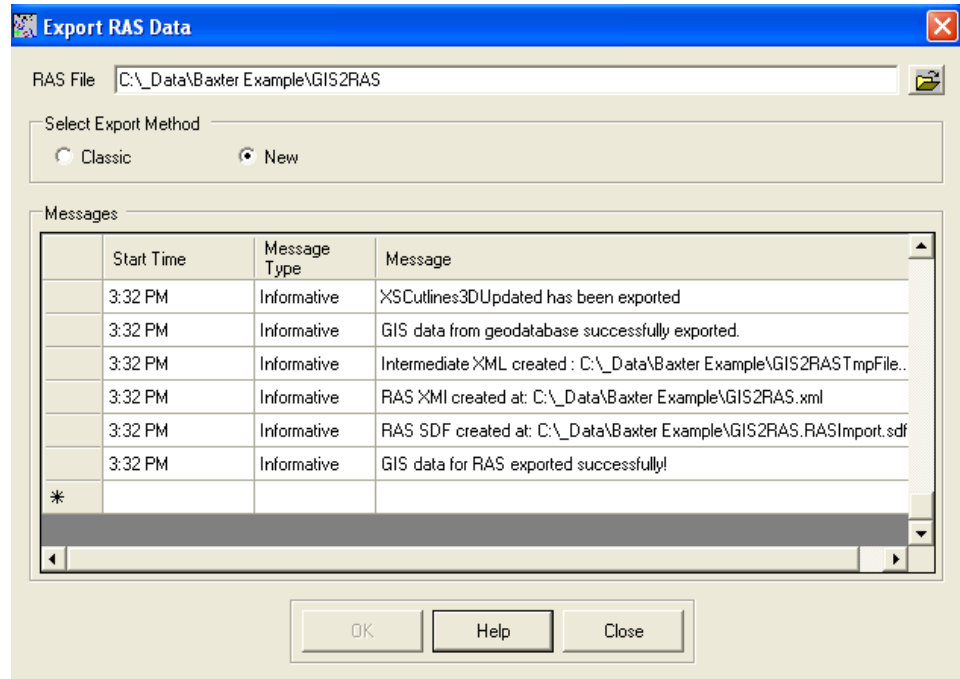 Export RAS Data
RAS File C:\_Data\Baxter Example\GIS2RAS
Select Export Method
Classic New
Messages
Start Time Message Type Message
3:32 PM Informative XSCutlines3DUpdated has been exported
3:32 PM Informative GIS data from geodatabase successfully exported.
3:32 PM Informative Intermediate XML created : C:\_Data\Baxter Example\GIS2RASTmpFile..
3:32 PM Informative RAS XMl created at: C:\_Data\Baxter Example\GIS2RAS.xml
3:32 PM Informative RAS SDF created at: C:\_Data\Baxter Example\GIS2RAS.RASImport.sdf
3:32 PM Informative GIS data for RAS exported successfully!
*
OK Help Close